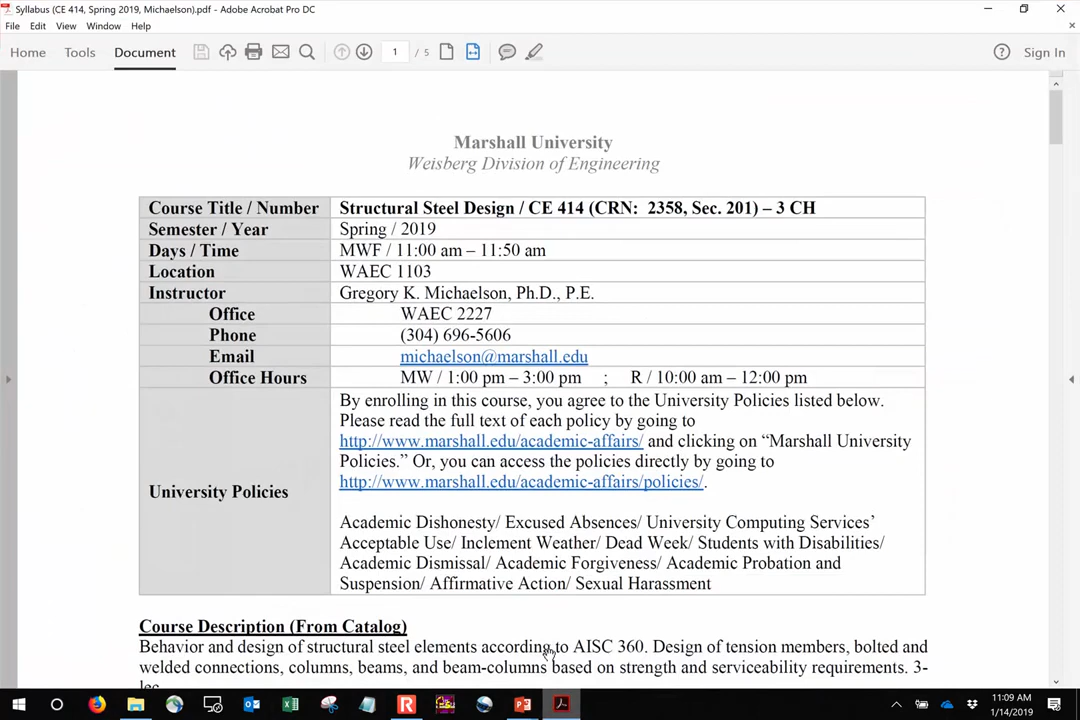 Syllabus (CE 414, Spring 2019, Michaelson).pdf - Adobe Acrobat Pro DC
File Edit View Window Help
Home Tools Document 1 / 5 Sign In
Marshall University
Weisberg Division of Engineering
Course Title / Number Structural Steel Design / CE 414 (CRN: 2358, Sec. 201) – 3 CH
Semester / Year Spring / 2019
Days / Time MWF / 11:00 am – 11:50 am
Location WAEC 1103
Instructor Gregory K. Michaelson, Ph.D., P.E.
Office WAEC 2227
Phone (304) 696-5606
Email michaelson@marshall.edu
Office Hours MW / 1:00 pm – 3:00 pm ; R / 10:00 am – 12:00 pm
University Policies
By enrolling in this course, you agree to the University Policies listed below.
Please read the full text of each policy by going to
http://www.marshall.edu/academic-affairs/ and clicking on “Marshall University
Policies.” Or, you can access the policies directly by going to
http://www.marshall.edu/academic-affairs/policies/.
Academic Dishonesty/ Excused Absences/ University Computing Services’
Acceptable Use/ Inclement Weather/ Dead Week/ Students with Disabilities/
Academic Dismissal/ Academic Forgiveness/ Academic Probation and
Suspension/ Affirmative Action/ Sexual Harassment
Course Description (From Catalog)
Behavior and design of structural steel elements according to AISC 360. Design of tension members, bolted and
welded connections, columns, beams, and beam-columns based on strength and serviceability requirements. 3-
lec
11:09 AM
1/14/2019